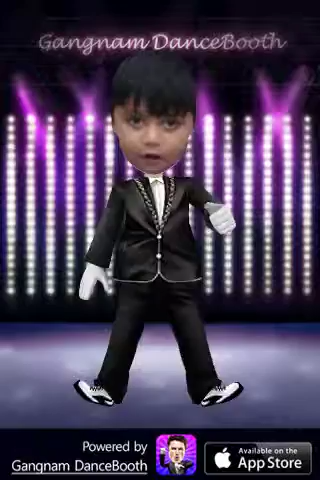 Gangnam DanceBooth
Powered by
Gangnam DanceBooth
Available on the
App Store